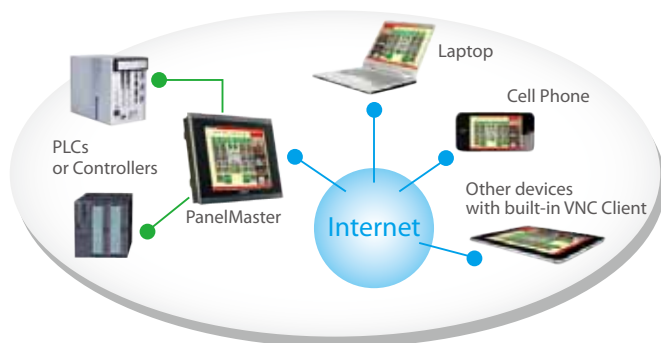 Laptop
Cell Phone
PLCs
or Controllers
PanelMaster
Other devices
with built-in VNC Client
Internet